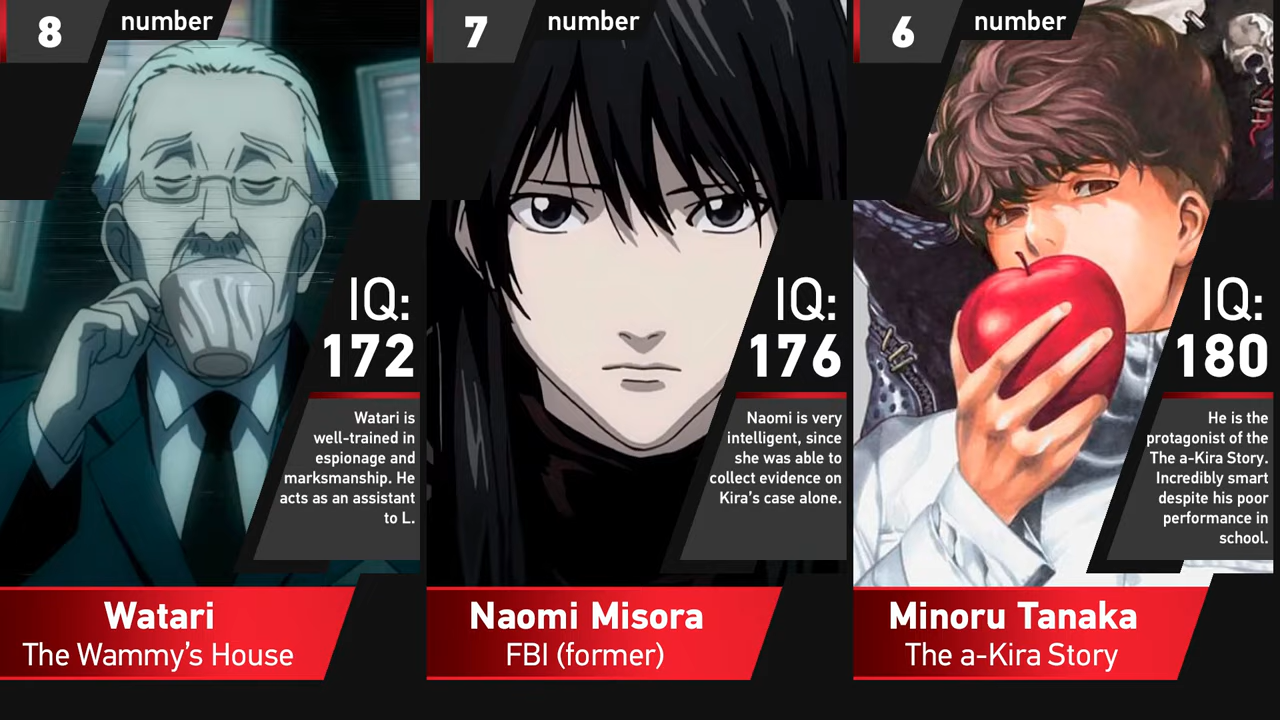 8
number
IQ:
172
Watari is
well-trained in
espionage and
marksmanship. He
acts as an assistant
to L.
Watari
The Wammy's House
7
number
IQ:
176
Naomi is very
intelligent, since
she was able to
collect evidence on
Kira's case alone.
Naomi Misora
FBI (former)
6
number
IQ:
180
He is the
protagonist of the
The a-Kira Story.
Incredibly smart
despite his poor
performance in
school.
Minoru Tanaka
The a-Kira Story